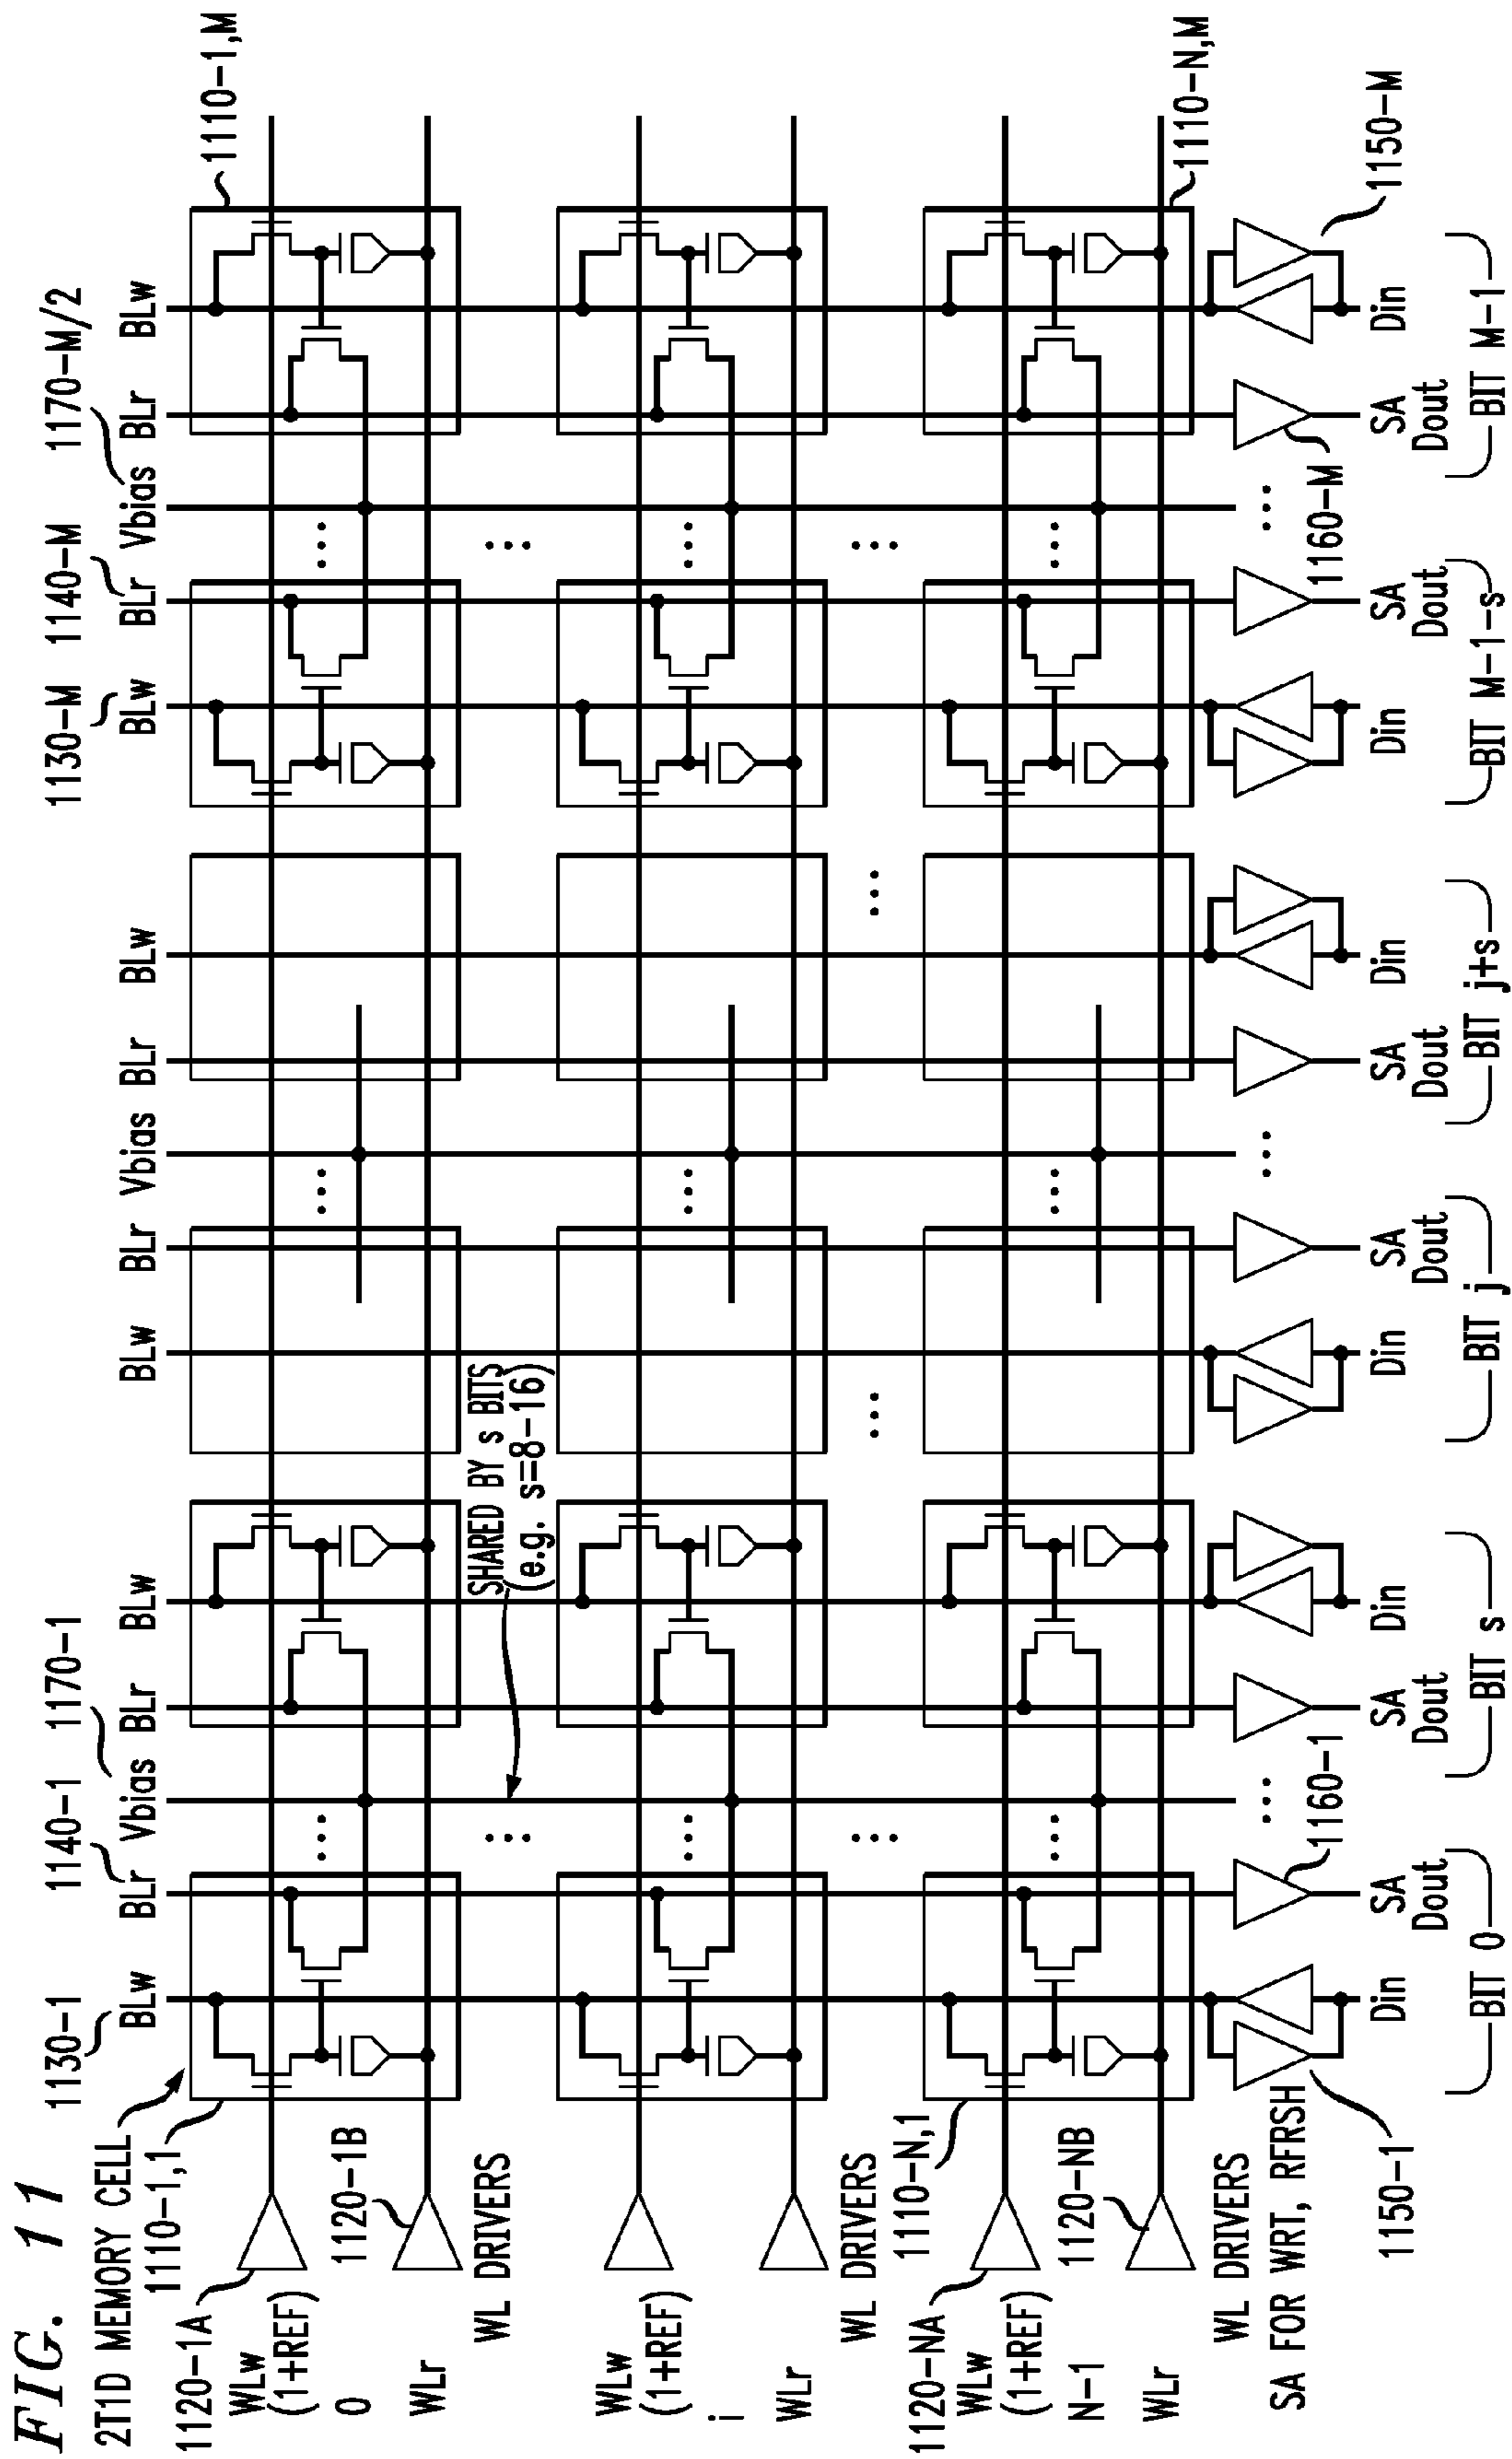 FIG. 11
2T1D MEMORY CELL
1110-1,1
1130-1
1140-1
1170-1
1130-M
1140-M
1170-M/2
BLw
BLr
Vbias
BLr
BLw
BLw
BLr
Vbias
BLr
BLw
BLw
BLr
Vbias
BLr
BLw
1110-1,M
1120-1A
WLw
(1+REF)
0
1120-1B
WLr
WL DRIVERS
SHARED BY s BITS
(e.g. s=8-16)
WLw
(1+REF)
i
WLr
WL DRIVERS
1110-N,1
1120-NA
WLw
(1+REF)
N-1
1120-NB
WLr
WL DRIVERS
1110-N,M
SA FOR WRT, RFRSH
1150-1
1160-1
1160-M
1150-M
Din
SA
Dout
SA
Dout
Din
Din
SA
Dout
SA
Dout
Din
Din
SA
Dout
SA
Dout
Din
BIT 0
BIT s
BIT j
BIT j+s
BIT M-1-s
BIT M-1